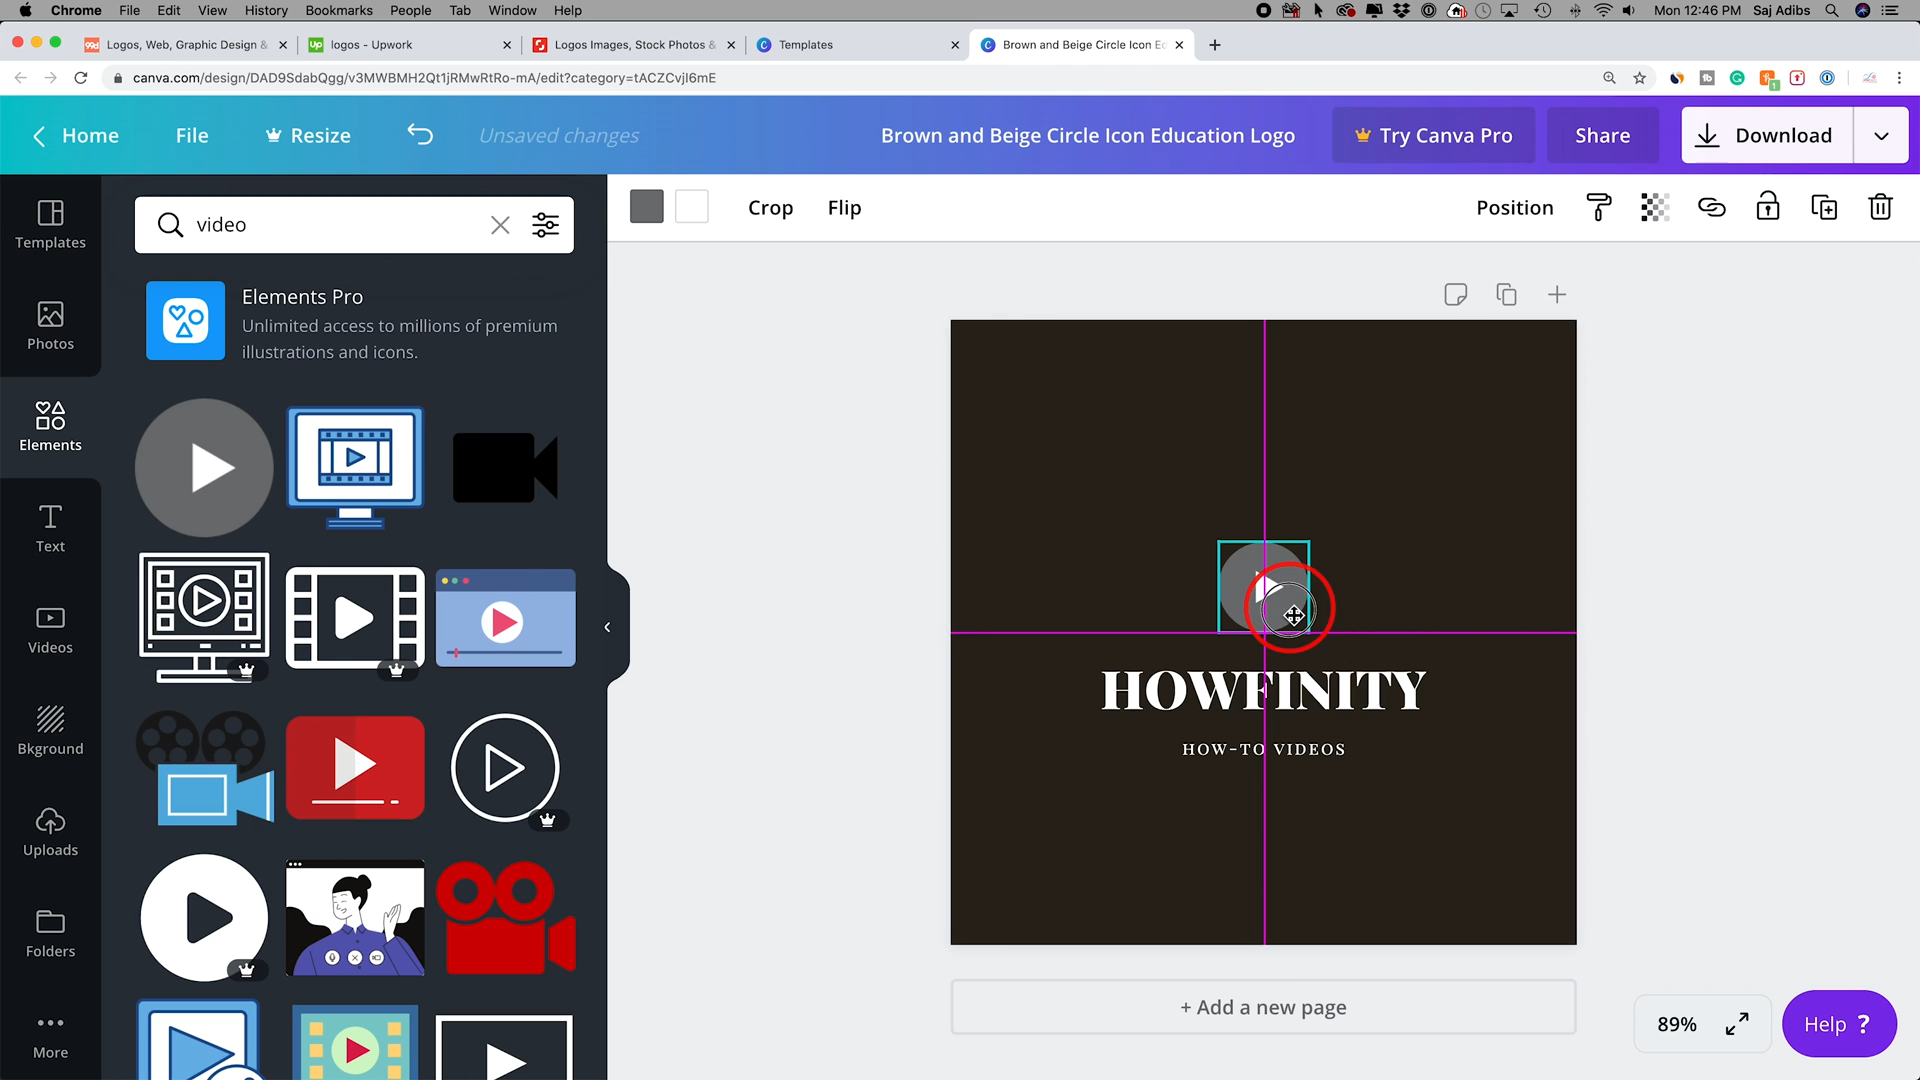 Chrome File Edit View History Bookmarks People Tab Window Help
Mon 12:46 PM Saj Adibs
99d Logos, Web, Graphic Design &
Up logos - Upwork
Logos Images, Stock Photos &
Templates
Brown and Beige Circle Icon Ec
canva.com/design/DAD9SdabQgg/v3MWBMH2Qt1jRMwRtRo-mA/edit?category=tACZCvjI6mE
Home File Resize Unsaved changes
Brown and Beige Circle Icon Education Logo
Try Canva Pro Share Download
Crop Flip Position
Templates
Photos
Elements
Text
Videos
Bkground
Uploads
Folders
More
video
Elements Pro
Unlimited access to millions of premium
illustrations and icons.
HOWFINITY
HOW-TO VIDEOS
+ Add a new page
89%
Help ?